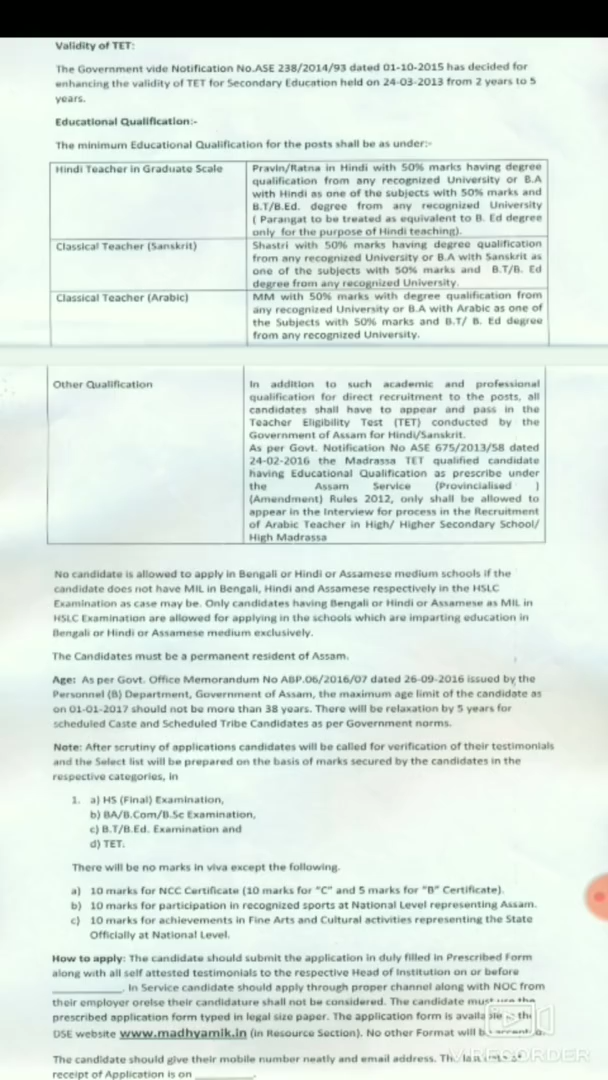 Validity of TET:
The Government vide Notification No.ASE 238/2014/93 dated 01-10-2015 has decided for
enhancing the validity of TET for Secondary Education held on 24-03-2013 from 2 years to 5
years.
Educational Qualification:-
The minimum Educational Qualification for the posts shall be as under:-
Hindi Teacher in Graduate Scale
Pravin/Ratna in Hindi with 50% marks having degree
qualification from any recognized University or B.A
with Hindi as one of the subjects with 50% marks and
B.T/B.Ed. degree from any recognized University
( Parangat to be treated as equivalent to B. Ed degree
only for the purpose of Hindi teaching).
Classical Teacher (Sanskrit)
Shastri with 50% marks having degree qualification
from any recognized University or B.A with Sanskrit as
one of the subjects with 50% marks and B.T/B. Ed
degree from any recognized University.
Classical Teacher (Arabic)
MM with 50% marks with degree qualification from
any recognized University or B.A with Arabic as one of
the Subjects with 50% marks and B.T/ B. Ed degree
from any recognized University.
Other Qualification
In addition to such academic and professional
qualification for direct recruitment to the posts, all
candidates shall have to appear and pass in the
Teacher Eligibility Test (TET) conducted by the
Government of Assam for Hindi/Sanskrit.
As per Govt. Notification No ASE 675/2013/58 dated
24-02-2016 the Madrassa TET qualified candidate
having Educational Qualification as prescribe under
the Assam Service (Provincialised )
(Amendment) Rules 2012, only shall be allowed to
appear in the Interview for process in the Recruitment
of Arabic Teacher in High/ Higher Secondary School/
High Madrassa
No candidate is allowed to apply in Bengali or Hindi or Assamese medium schools if the
candidate does not have MIL in Bengali, Hindi and Assamese respectively in the HSLC
Examination as case may be. Only candidates having Bengali or Hindi or Assamese as MIL in
HSLC Examination are allowed for applying in the schools which are imparting education in
Bengali or Hindi or Assamese medium exclusively.
The Candidates must be a permanent resident of Assam.
Age: As per Govt. Office Memorandum No ABP.06/2016/07 dated 26-09-2016 issued by the
Personnel (B) Department, Government of Assam, the maximum age limit of the candidate as
on 01-01-2017 should not be more than 38 years. There will be relaxation by 5 years for
scheduled Caste and Scheduled Tribe Candidates as per Government norms.
Note: After scrutiny of applications candidates will be called for verification of their testimonials
and the Select list will be prepared on the basis of marks secured by the candidates in the
respective categories, in
1. a) HS (Final) Examination,
b) BA/B.Com/B.Sc Examination,
c) B.T/B.Ed. Examination and
d) TET.
There will be no marks in viva except the following.
a) 10 marks for NCC Certificate (10 marks for "C" and 5 marks for "B" Certificate).
b) 10 marks for participation in recognized sports at National Level representing Assam.
c) 10 marks for achievements in Fine Arts and Cultural activities representing the State
Officially at National Level.
How to apply: The candidate should submit the application in duly filled in Prescribed Form
along with all self attested testimonials to the respective Head of Institution on or before
____________. In Service candidate should apply through proper channel along with NOC from
their employer orelse their candidature shall not be considered. The candidate must use the
prescribed application form typed in legal size paper. The application form is available the
DSE website www.madhyamik.in (in Resource Section). No other Format will be
The candidate should give their mobile number neatly and email address. The
receipt of Application is on __________.
RECORDER